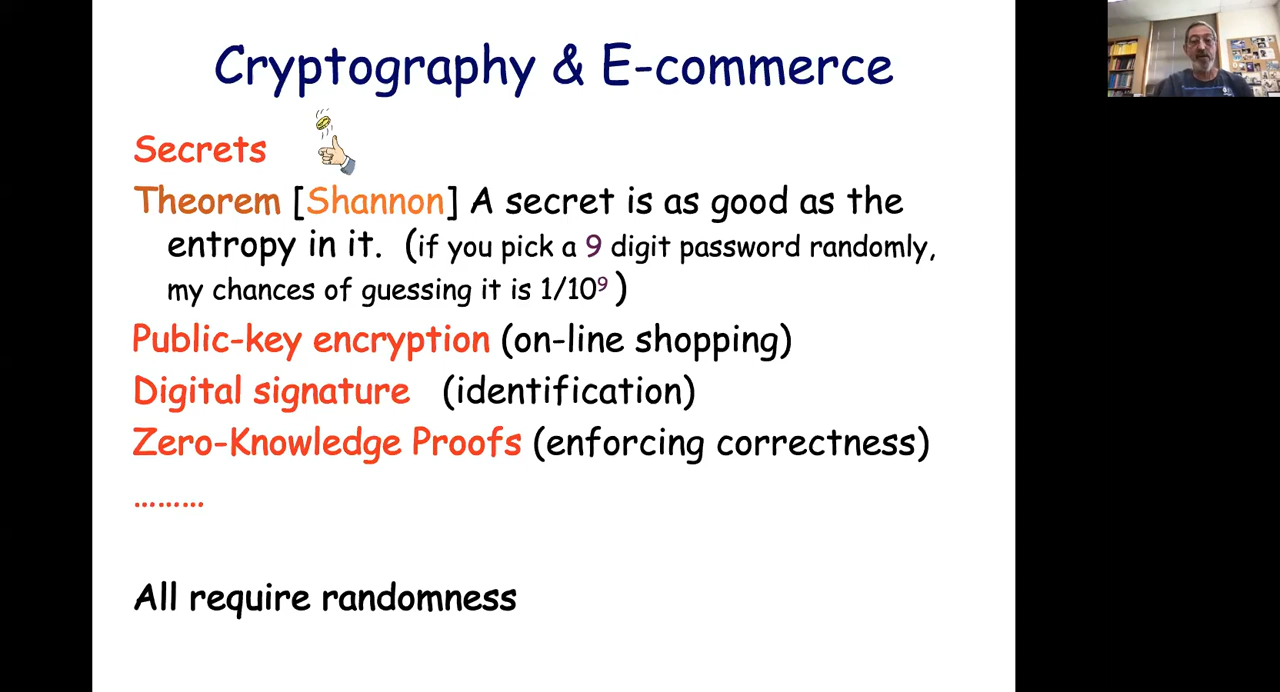 Cryptography & E-commerce
Secrets
Theorem [Shannon] A secret is as good as the
entropy in it. (if you pick a 9 digit password randomly,
my chances of guessing it is 1/10⁹ )
Public-key encryption (on-line shopping)
Digital signature (identification)
Zero-Knowledge Proofs (enforcing correctness)
………
All require randomness